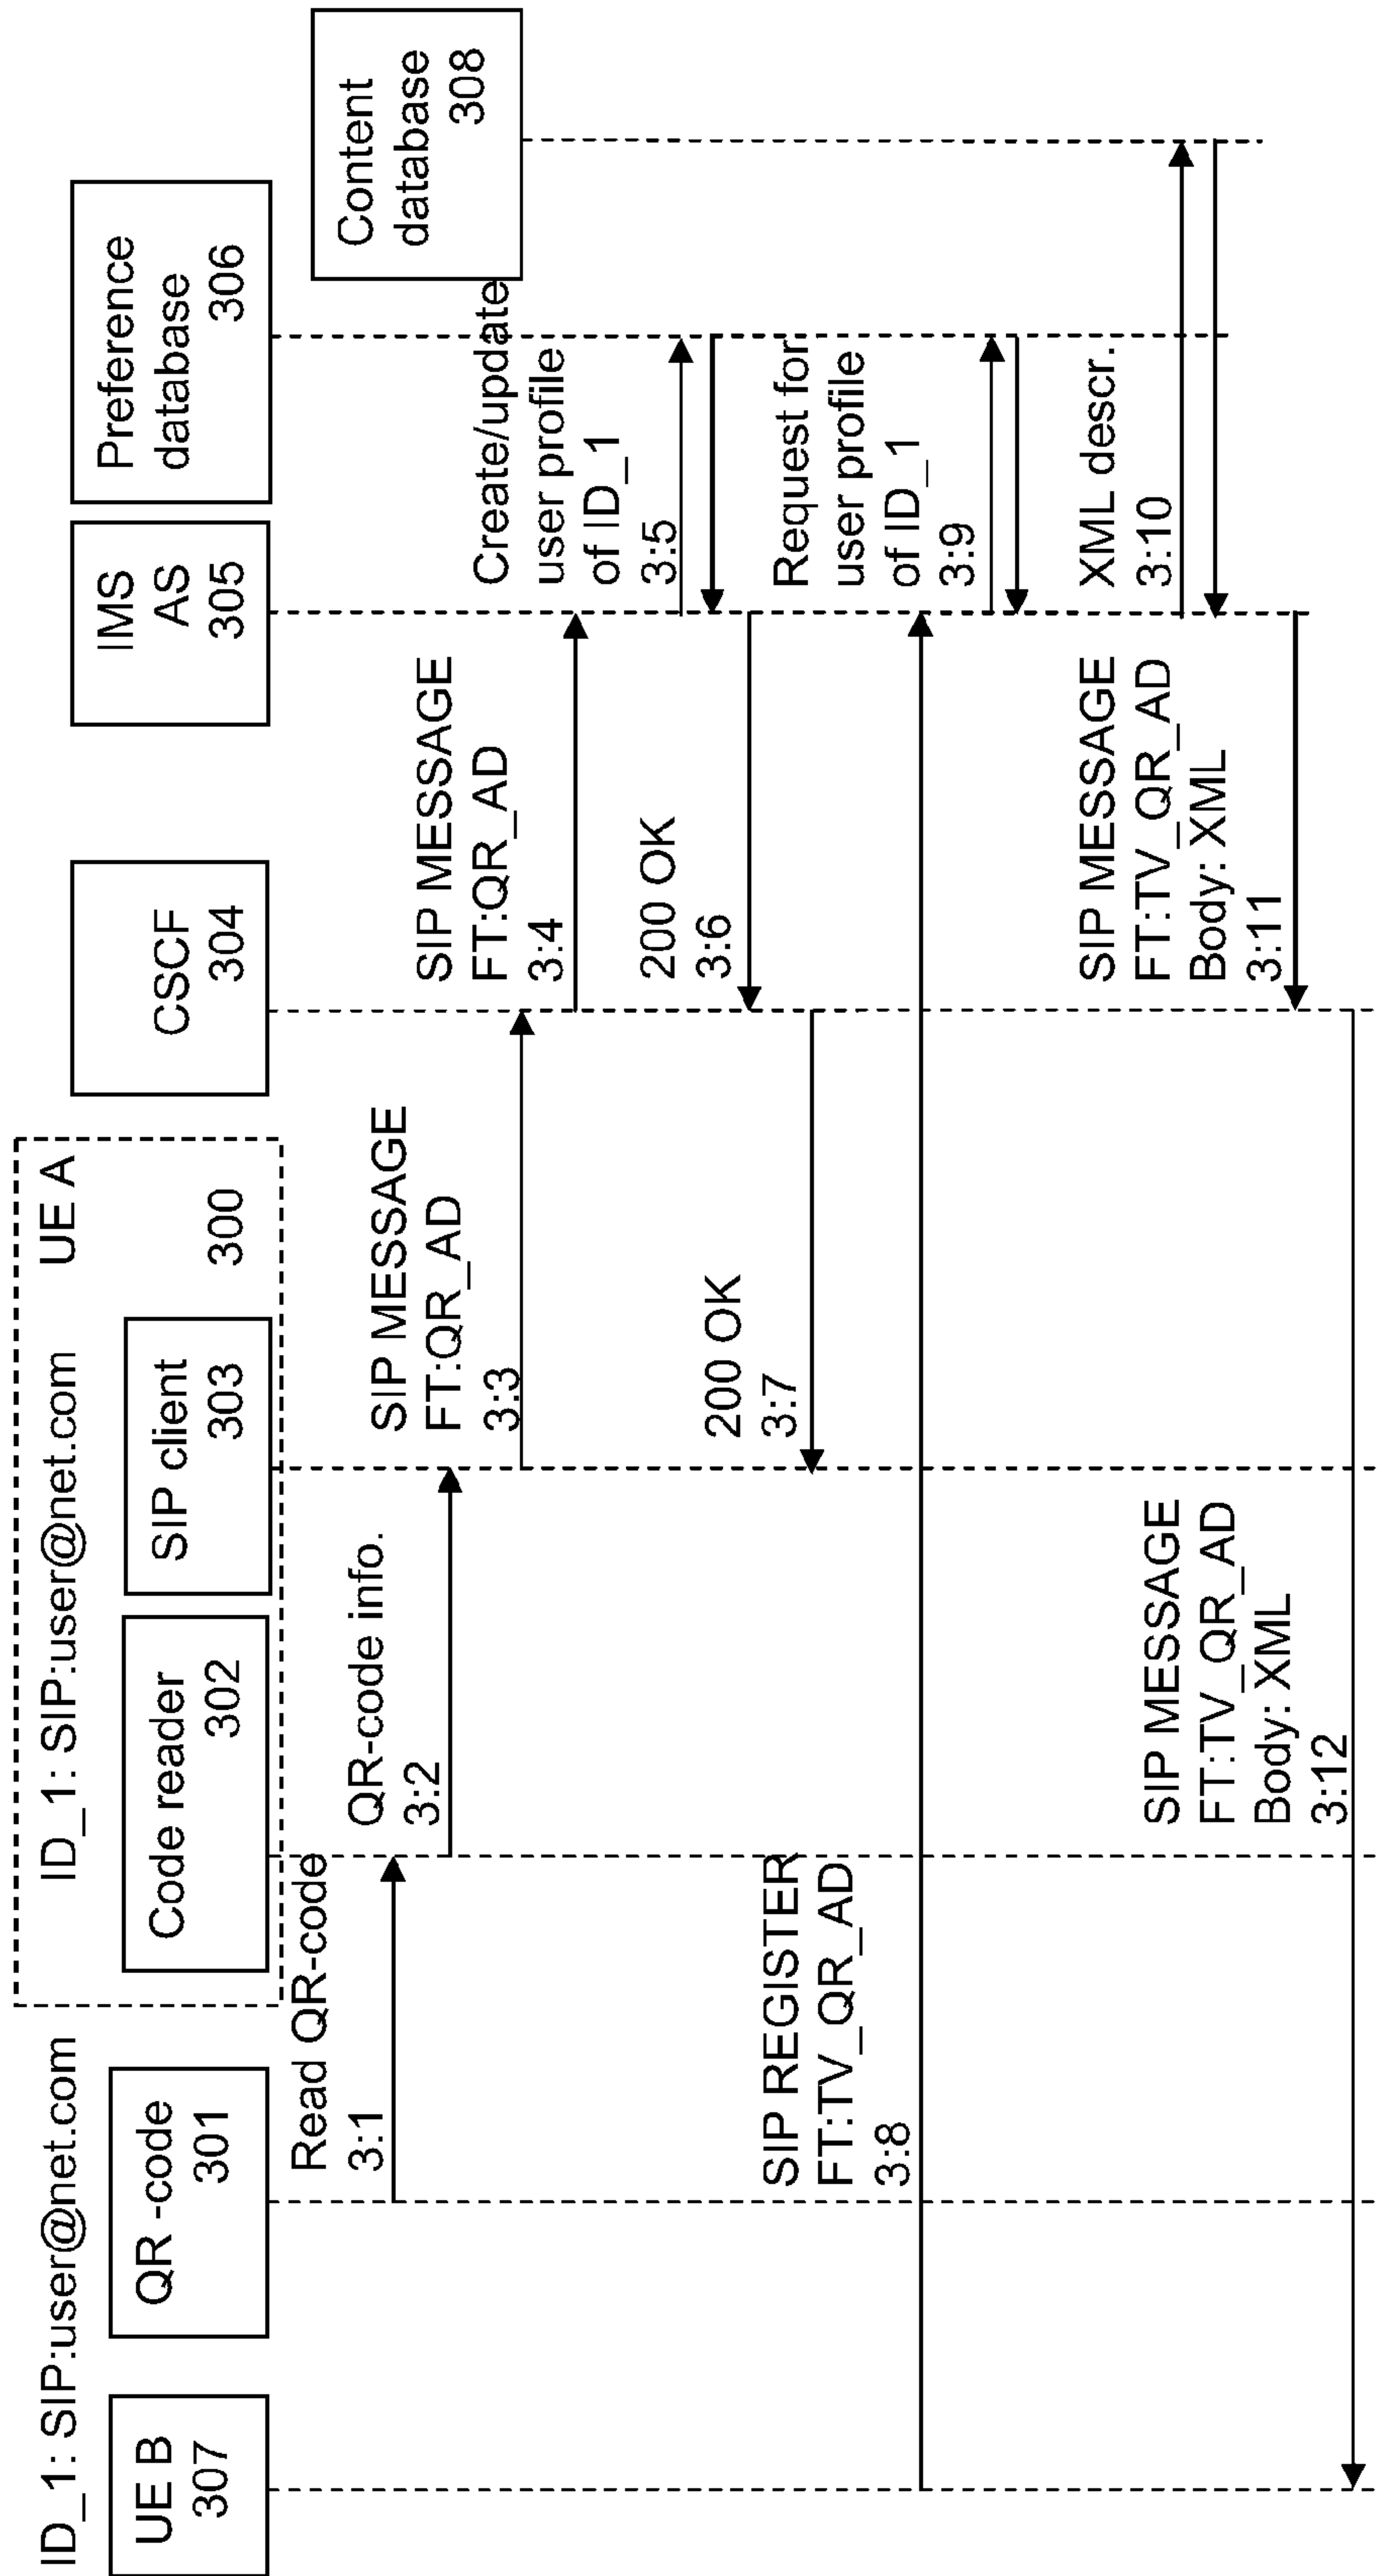 ID_1: SIP:user@net.com
UE B
307
QR -code
301
ID_1: SIP:user@net.com
UE A
300
Code reader
302
SIP client
303
CSCF
304
IMS
AS
305
Preference
database
306
Content
database
308
Read QR-code
3:1
QR-code info.
3:2
SIP MESSAGE
FT:QR_AD
3:3
SIP MESSAGE
FT:QR_AD
3:4
Create/update
user profile
of ID_1
3:5
200 OK
3:6
200 OK
3:7
SIP REGISTER
FT:TV_QR_AD
3:8
Request for
user profile
of ID_1
3:9
XML descr.
3:10
SIP MESSAGE
FT:TV_QR_AD
Body: XML
3:11
SIP MESSAGE
FT:TV_QR_AD
Body: XML
3:12